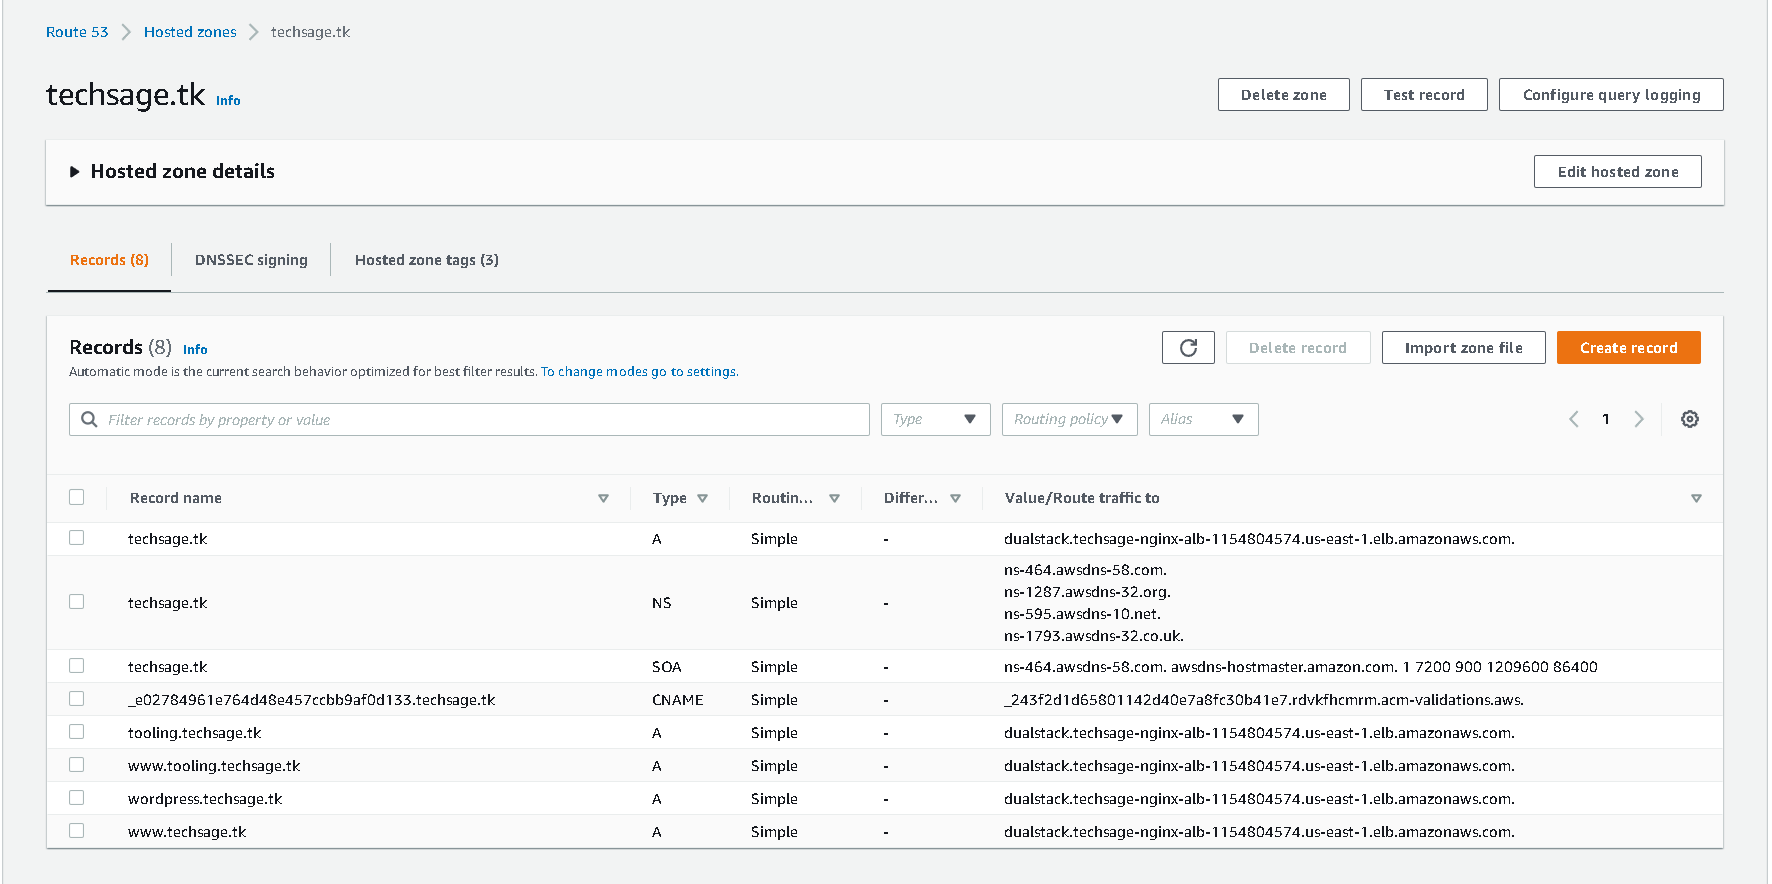 Route 53 > Hosted zones > techsage.tk
techsage.tk Info
Delete zone Test record Configure query logging
Hosted zone details Edit hosted zone
Records (8) DNSSEC signing Hosted zone tags (3)
Records (8) Info
Delete record Import zone file Create record
Automatic mode is the current search behavior optimized for best filter results. To change modes go to settings.
Filter records by property or value Type Routing policy Alias 1
Record name Type Routin... Differ... Value/Route traffic to
techsage.tk A Simple - dualstack.techsage-nginx-alb-1154804574.us-east-1.elb.amazonaws.com.
ns-464.awsdns-58.com.
ns-1287.awsdns-32.org.
techsage.tk NS Simple -
ns-595.awsdns-10.net.
ns-1793.awsdns-32.co.uk.
techsage.tk SOA Simple - ns-464.awsdns-58.com. awsdns-hostmaster.amazon.com. 1 7200 900 1209600 86400
_e02784961e764d48e457ccbb9af0d133.techsage.tk CNAME Simple - _243f2d1d65801142d40e7a8fc30b41e7.rdvkfhcmrm.acm-validations.aws.
tooling.techsage.tk A Simple - dualstack.techsage-nginx-alb-1154804574.us-east-1.elb.amazonaws.com.
www.tooling.techsage.tk A Simple - dualstack.techsage-nginx-alb-1154804574.us-east-1.elb.amazonaws.com.
wordpress.techsage.tk A Simple - dualstack.techsage-nginx-alb-1154804574.us-east-1.elb.amazonaws.com.
www.techsage.tk A Simple - dualstack.techsage-nginx-alb-1154804574.us-east-1.elb.amazonaws.com.